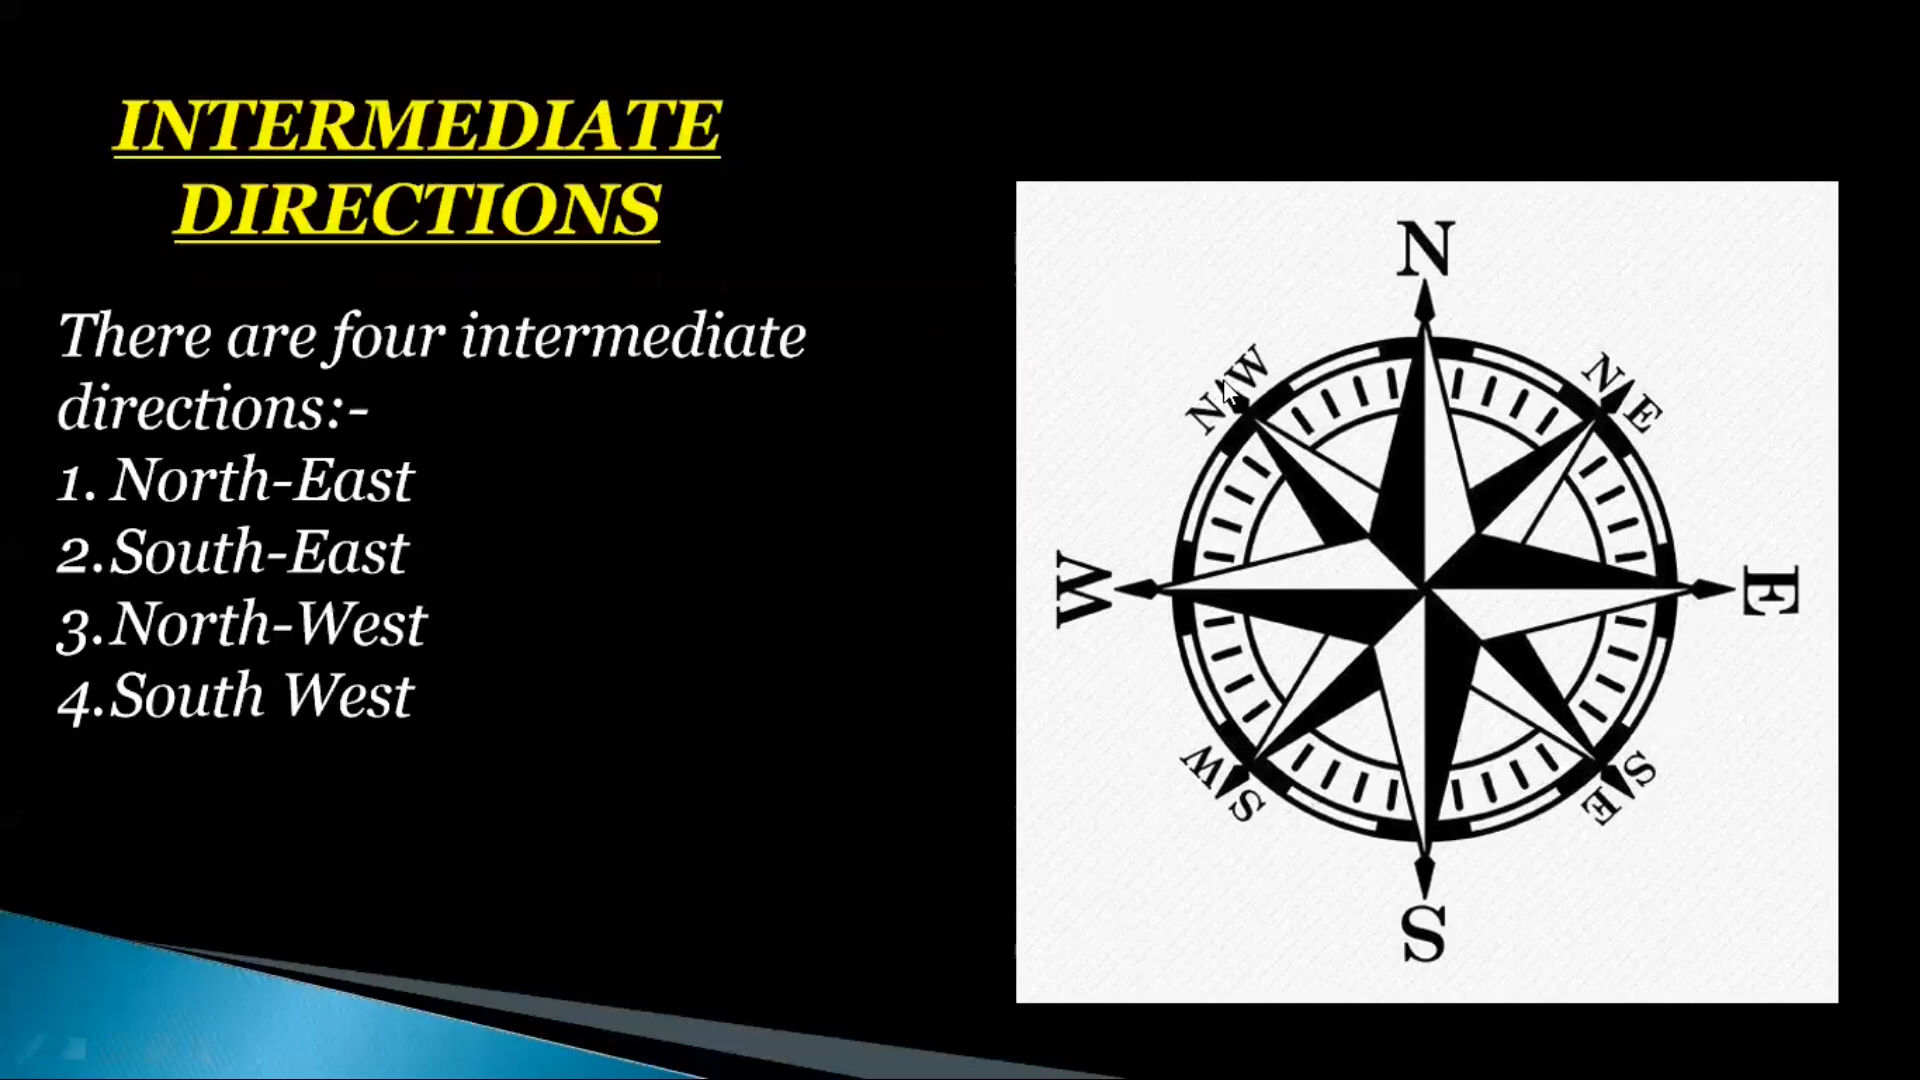 INTERMEDIATE
DIRECTIONS
There are four intermediate
directions:-
1. North-East
2.South-East
3.North-West
4.South West
N
NW
NE
W
E
SW
SE
S